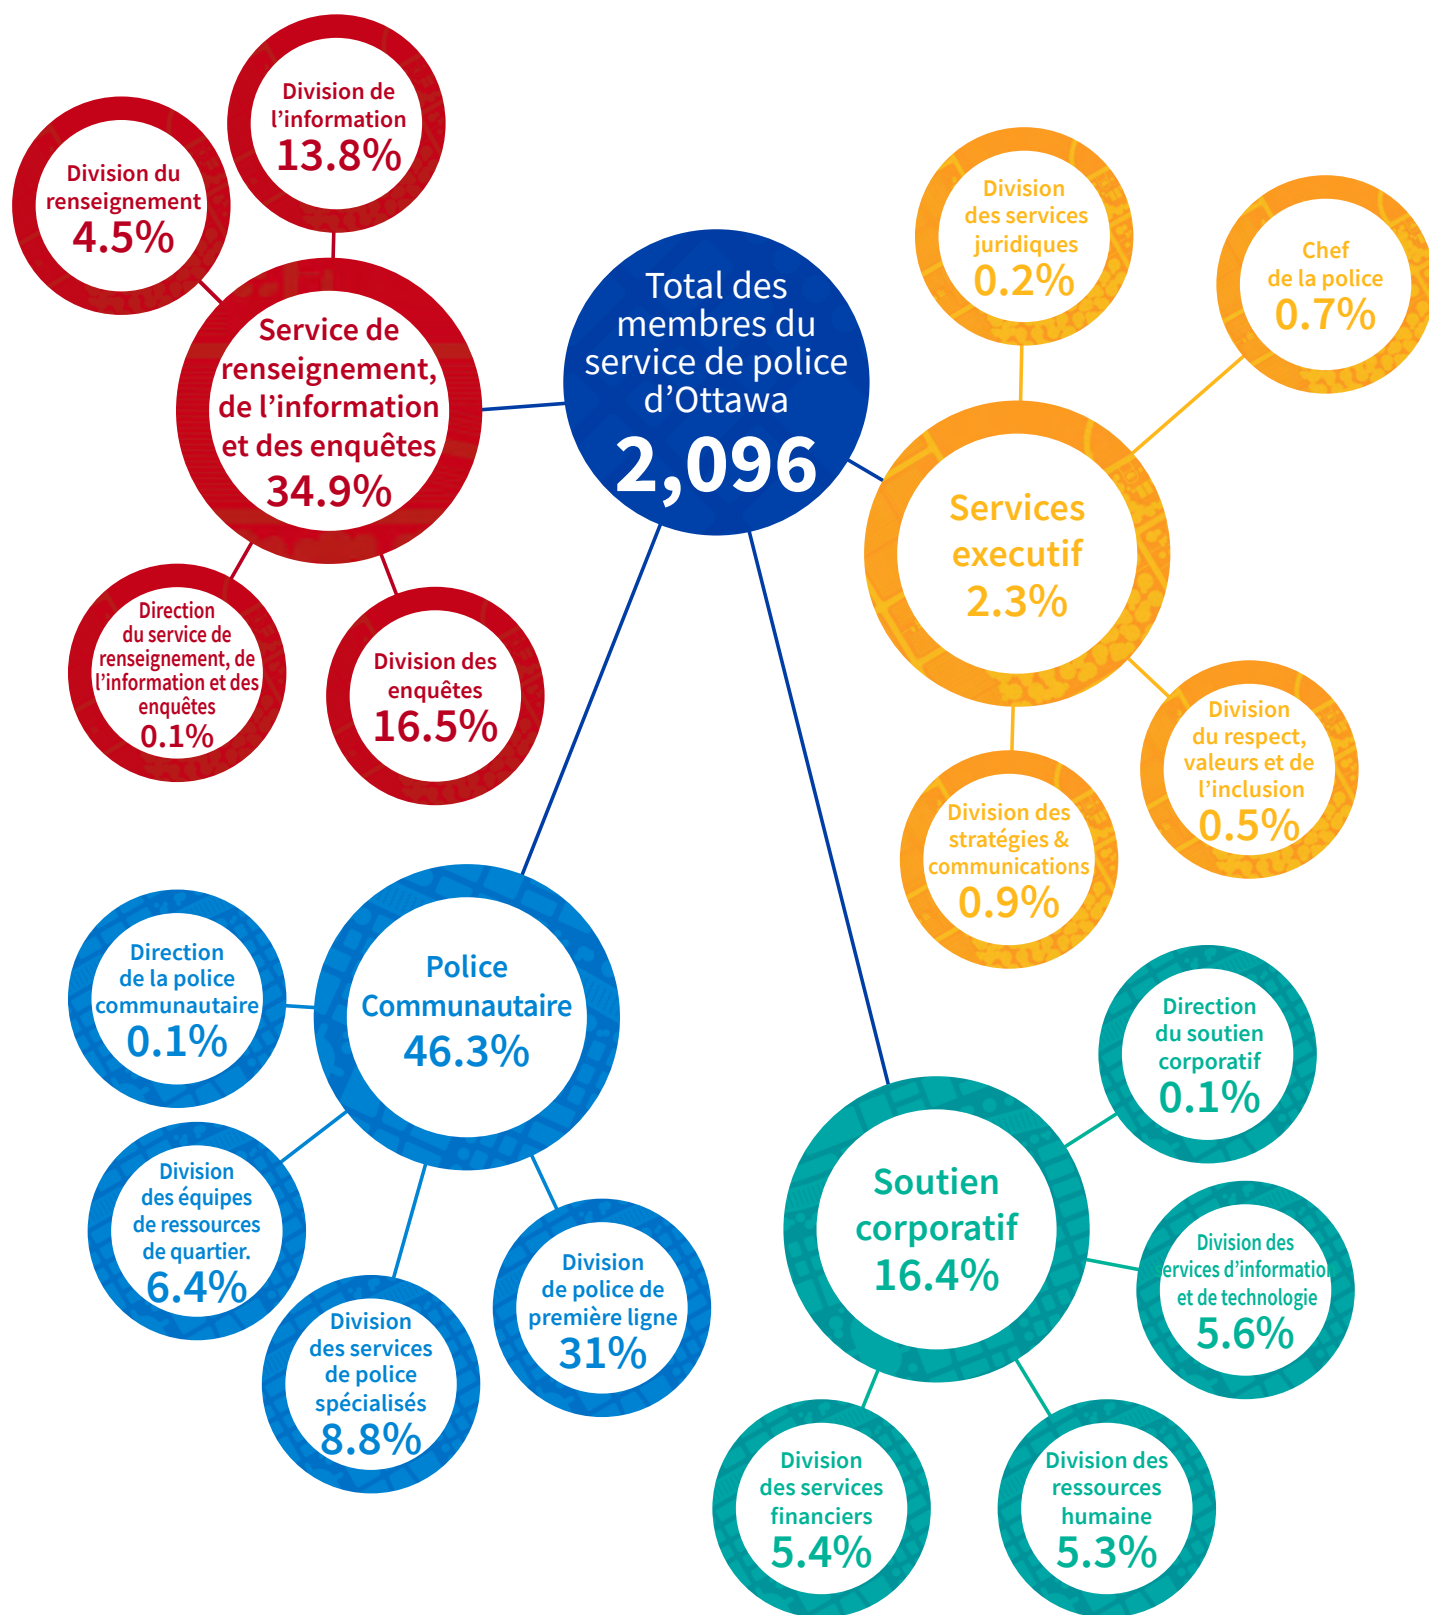 Total des
membres du
service de police
d'Ottawa
2,096
Division de
l'information
13.8%
Division du
renseignement
4.5%
Service de
renseignement,
de l'information
et des enquêtes
34.9%
Direction
du service de
renseignement, de
l'information et des
enquêtes
0.1%
Division des
enquêtes
16.5%
Division
des services
juridiques
0.2%
Chef
de la police
0.7%
Services
executif
2.3%
Division
du respect,
valeurs et de
l'inclusion
0.5%
Division des
stratégies &
communications
0.9%
Police
Communautaire
46.3%
Direction
de la police
communautaire
0.1%
Division
des équipes
de ressources
de quartier.
6.4%
Division
des services
de police
spécialisés
8.8%
Division
de police de
première ligne
31%
Soutien
corporatif
16.4%
Direction
du soutien
corporatif
0.1%
Division des
ervices d'information
et de technologie
5.6%
Division des
ressources
humaine
5.3%
Division
des services
financiers
5.4%